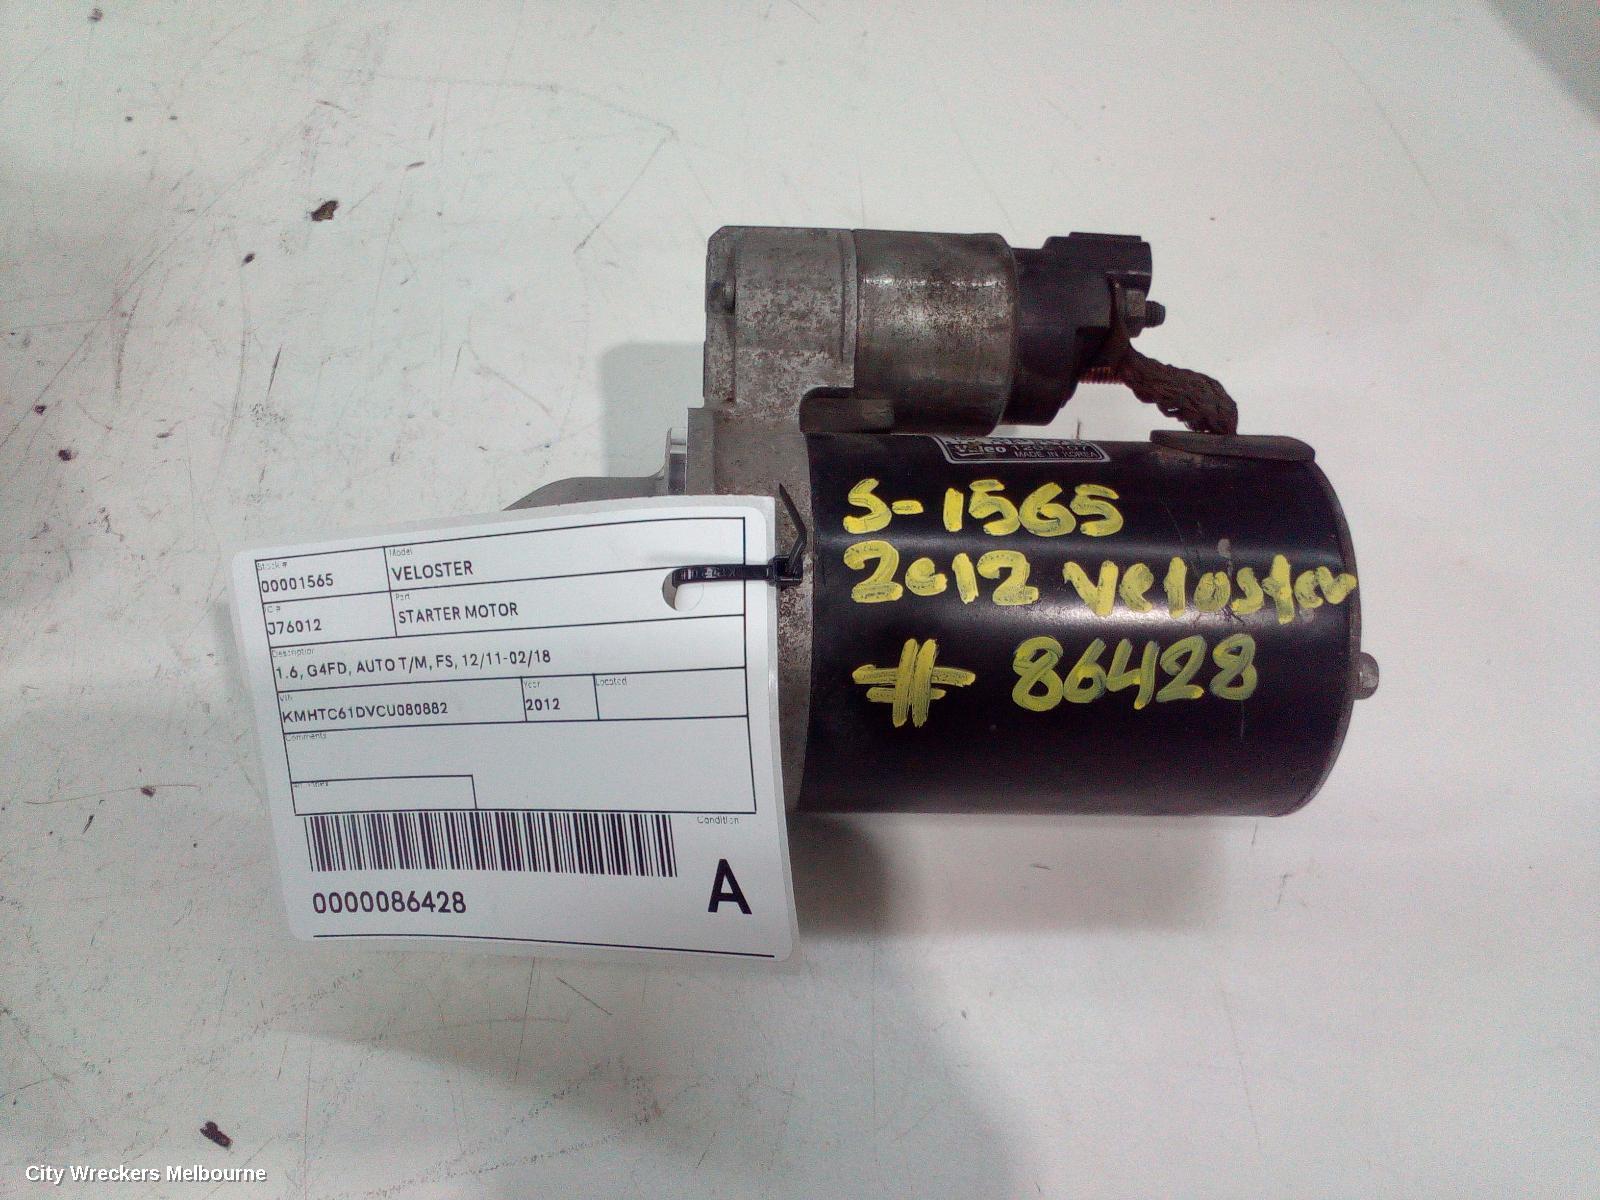 Valeo
MADE IN KOREA
S-1565
2012 Veloster
# 86428
Stock #
00001565
Model
VELOSTER
IC #
J76012
Part
STARTER MOTOR
Description
1.6, G4FD, AUTO T/M, FS, 12/11-02/18
VIN
KMHTC61DVCU080882
Year
2012
Located
Comments
0000086428
Condition
A
City Wreckers Melbourne